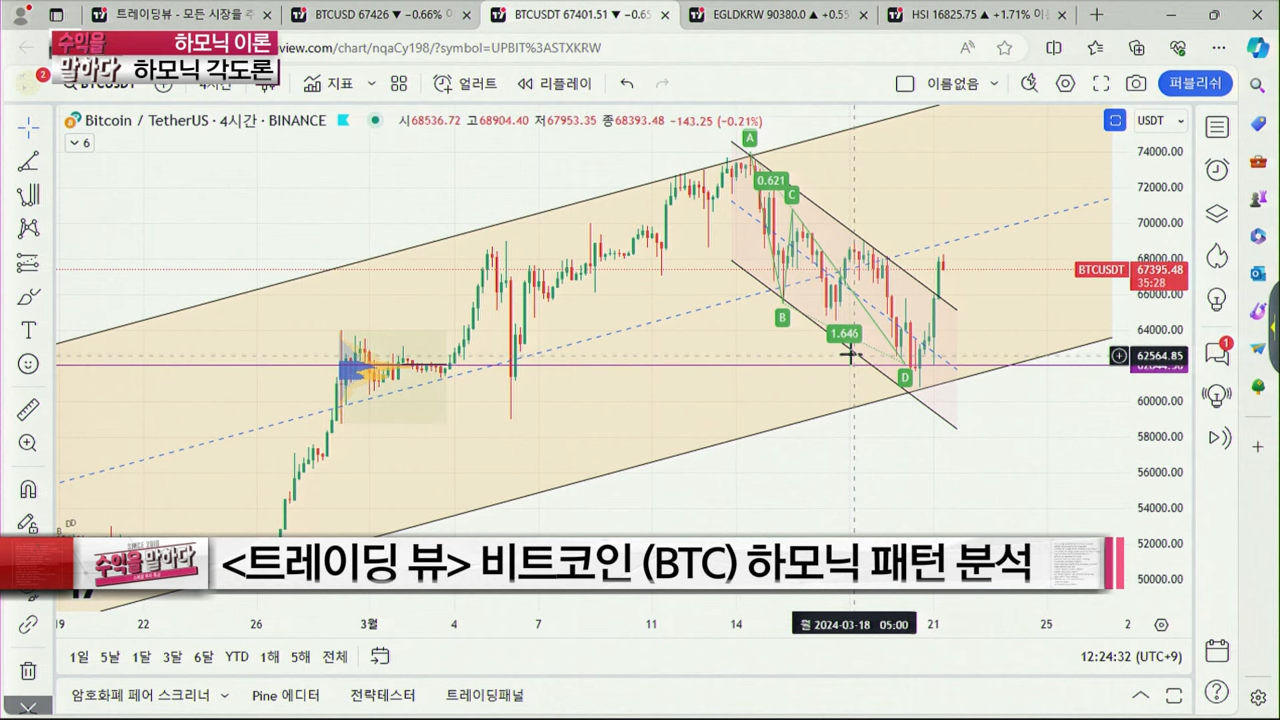 트레이딩뷰 - 모든 시장을 추
BTCUSD 67426 ▼ −0.66% 이
BTCUSDT 67401.51 ▼ −0.65
EGLDKRW 90380.0 ▲ +0.55
HSI 16825.75 ▲ +1.71% 이름
수익을 말하다
하모닉 이론
하모닉 각도론
view.com/chart/nqaCy198/?symbol=UPBIT%3ASTXKRW
2
BTCUSDT
4시간
지표
얼러트
리플레이
이름없음
퍼블리쉬
Bitcoin / TetherUS · 4시간 · BINANCE
시68536.72 고68904.40 저67953.35 종68393.48 −143.25 (−0.21%)
6
USDT
74000.00
72000.00
70000.00
68000.00
BTCUSDT 67395.48
35:28
66000.00
64000.00
62564.85
60000.00
58000.00
56000.00
54000.00
52000.00
50000.00
A
0.621
C
B
1.646
D
1
SINCE 2010
수익을 말하다
<트레이딩 뷰> 비트코인 (BTC) 하모닉 패턴 분석
19 22 26 3월 4 7 11 14 월 2024-03-18 05:00 21 25 2
1일 5날 1달 3달 6달 YTD 1해 5해 전체
12:24:32 (UTC+9)
암호화폐 페어 스크리너
Pine 에디터
전략테스터
트레이딩패널